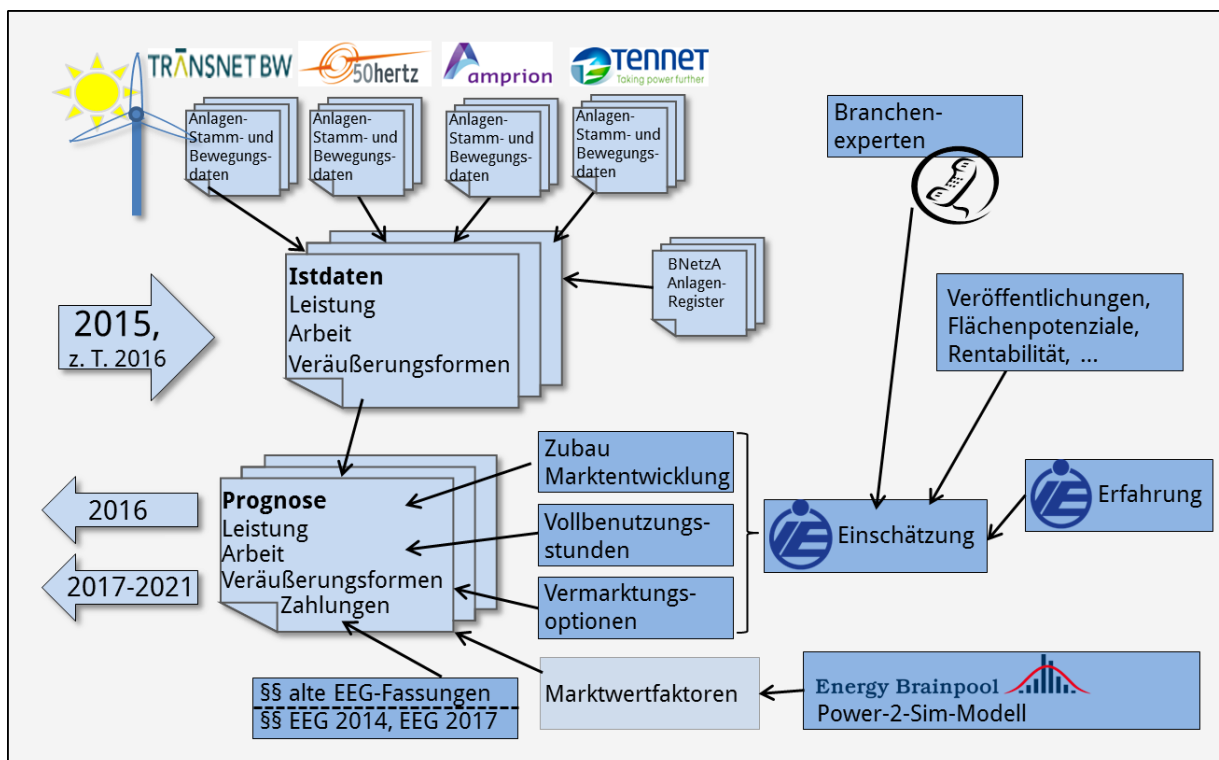 TRANSNET BW
50hertz
amprion
TENNET
Taking power further
Anlagen-
Stamm- und
Bewegungs-
daten
Anlagen-
Stamm- und
Bewegungs-
daten
Anlagen-
Stamm- und
Bewegungs-
daten
Anlagen-
Stamm- und
Bewegungs-
daten
Branchen-
experten
Istdaten
Leistung
Arbeit
Veräußerungsformen
BNetzA
Anlagen-
Register
2015,
z. T. 2016
Veröffentlichungen,
Flächenpotenziale,
Rentabilität, ...
Zubau
Marktentwicklung
Vollbenutzungs-
stunden
Vermarktungs-
optionen
IE Einschätzung
IE Erfahrung
2016
2017-2021
Prognose
Leistung
Arbeit
Veräußerungsformen
Zahlungen
§§ alte EEG-Fassungen
§§ EEG 2014, EEG 2017
Marktwertfaktoren
Energy Brainpool
Power-2-Sim-Modell